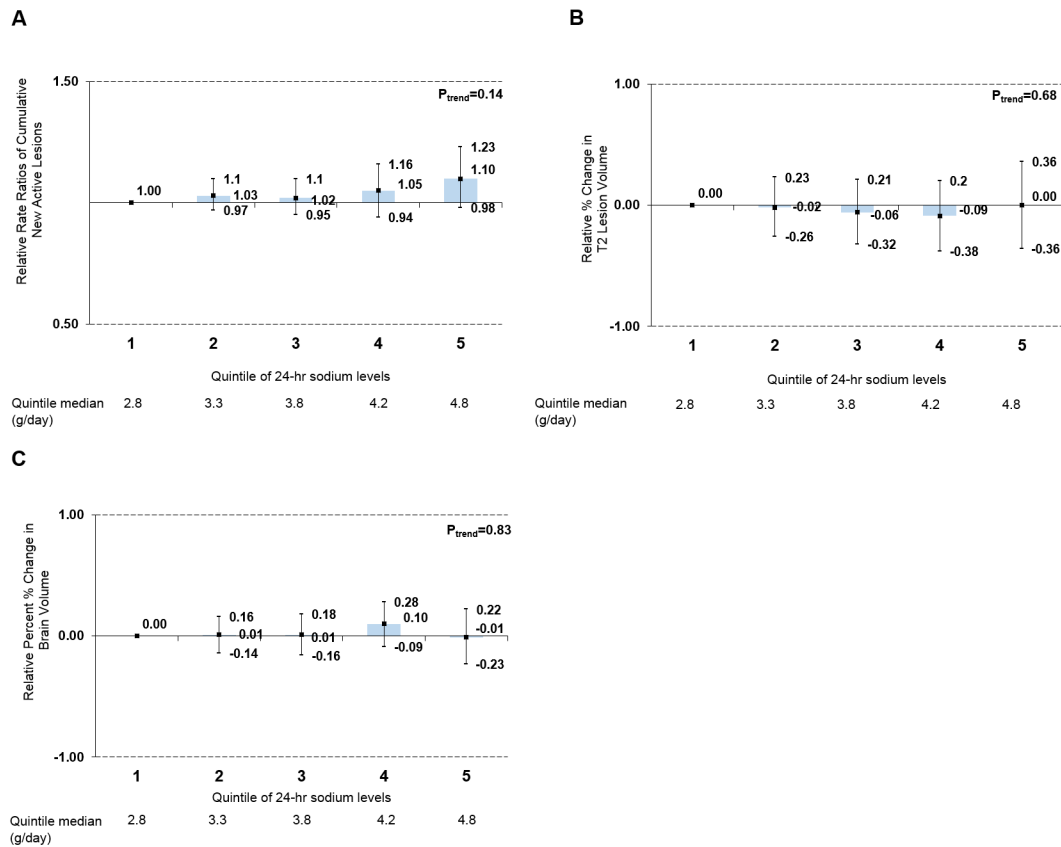 A
Relative Rate Ratios of Cumulative
New Active Lesions
1.50
0.50
P trend=0.14
1.00
1.1
1.03
0.97
1.1
1.02
0.95
1.16
1.05
0.94
1.23
1.10
0.98
1 2 3 4 5
Quintile of 24-hr sodium levels
Quintile median 2.8 3.3 3.8 4.2 4.8
(g/day)
B
Relative % Change in
T2 Lesion Volume
1.00
0.00
-1.00
P trend=0.68
0.00
0.23
-0.02
-0.26
0.21
-0.06
-0.32
0.2
-0.09
-0.38
0.36
0.00
-0.36
1 2 3 4 5
Quintile of 24-hr sodium levels
Quintile median 2.8 3.3 3.8 4.2 4.8
(g/day)
C
Relative Percent % Change in
Brain Volume
1.00
0.00
-1.00
P trend=0.83
0.00
0.16
0.01
-0.14
0.18
0.01
-0.16
0.28
0.10
-0.09
0.22
-0.01
-0.23
1 2 3 4 5
Quintile of 24-hr sodium levels
Quintile median 2.8 3.3 3.8 4.2 4.8
(g/day)